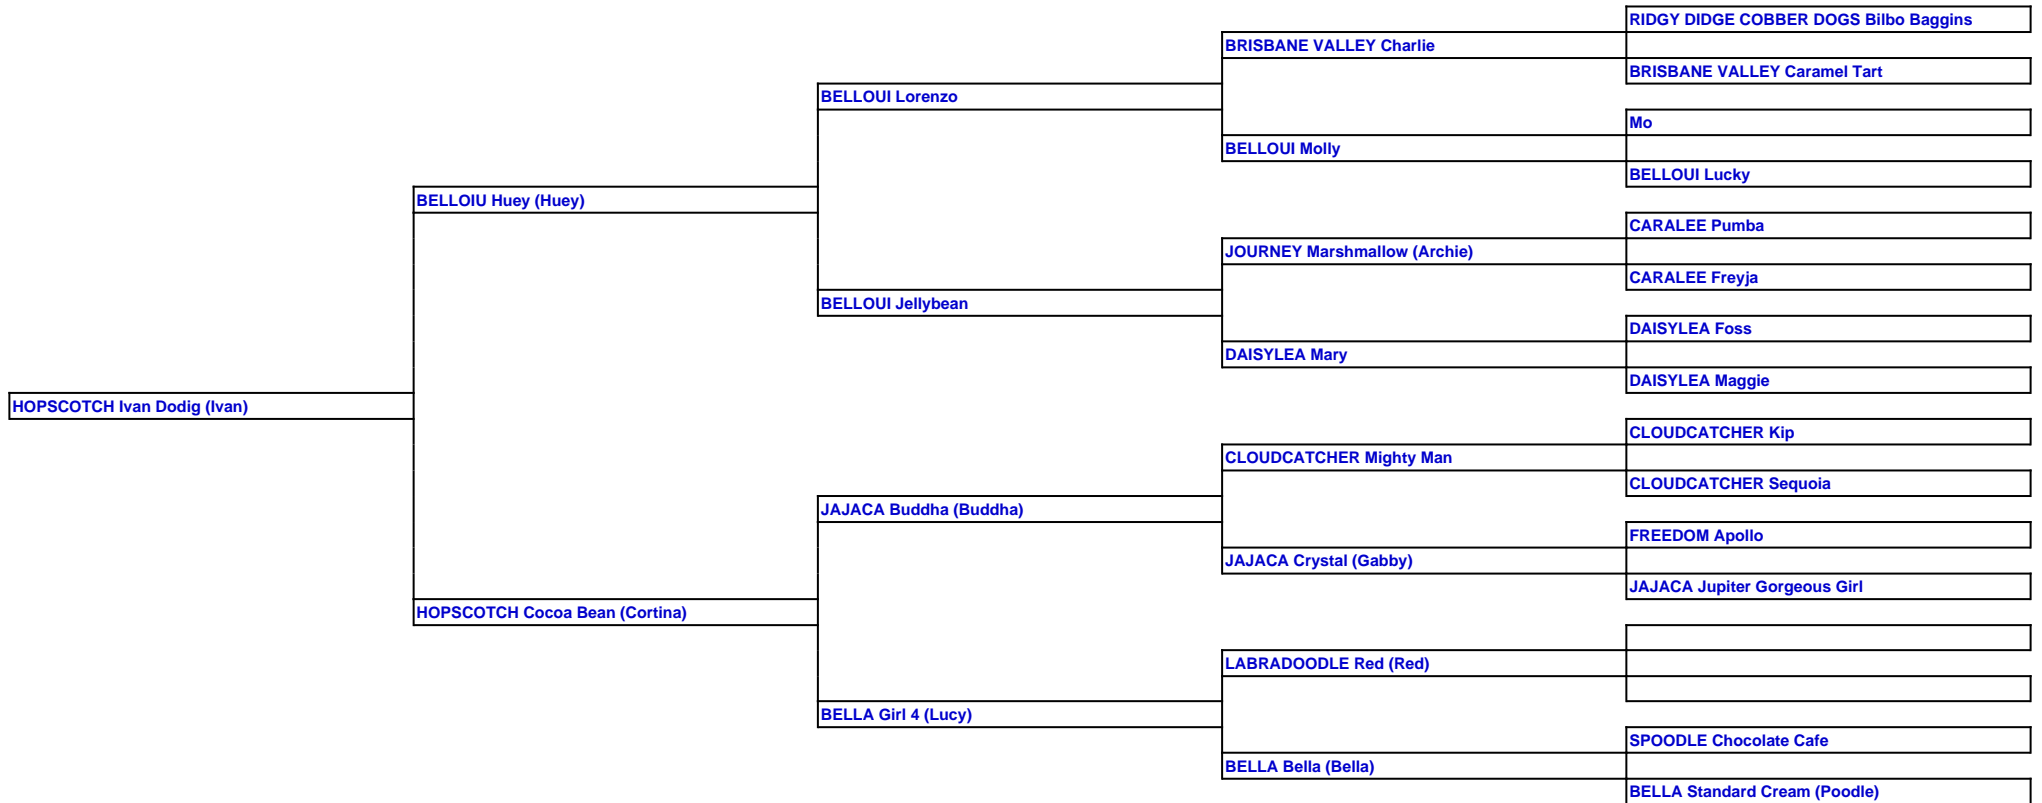 RIDGY DIDGE COBBER DOGS Bilbo Baggins
BRISBANE VALLEY Charlie
BRISBANE VALLEY Caramel Tart
BELLOUI Lorenzo
Mo
BELLOUI Molly
BELLOUI Lucky
BELLOIU Huey (Huey)
CARALEE Pumba
JOURNEY Marshmallow (Archie)
CARALEE Freyja
BELLOUI Jellybean
DAISYLEA Foss
DAISYLEA Mary
DAISYLEA Maggie
HOPSCOTCH Ivan Dodig (Ivan)
CLOUDCATCHER Kip
CLOUDCATCHER Mighty Man
CLOUDCATCHER Sequoia
JAJACA Buddha (Buddha)
FREEDOM Apollo
JAJACA Crystal (Gabby)
JAJACA Jupiter Gorgeous Girl
HOPSCOTCH Cocoa Bean (Cortina)
LABRADOODLE Red (Red)
BELLA Girl 4 (Lucy)
SPOODLE Chocolate Cafe
BELLA Bella (Bella)
BELLA Standard Cream (Poodle)